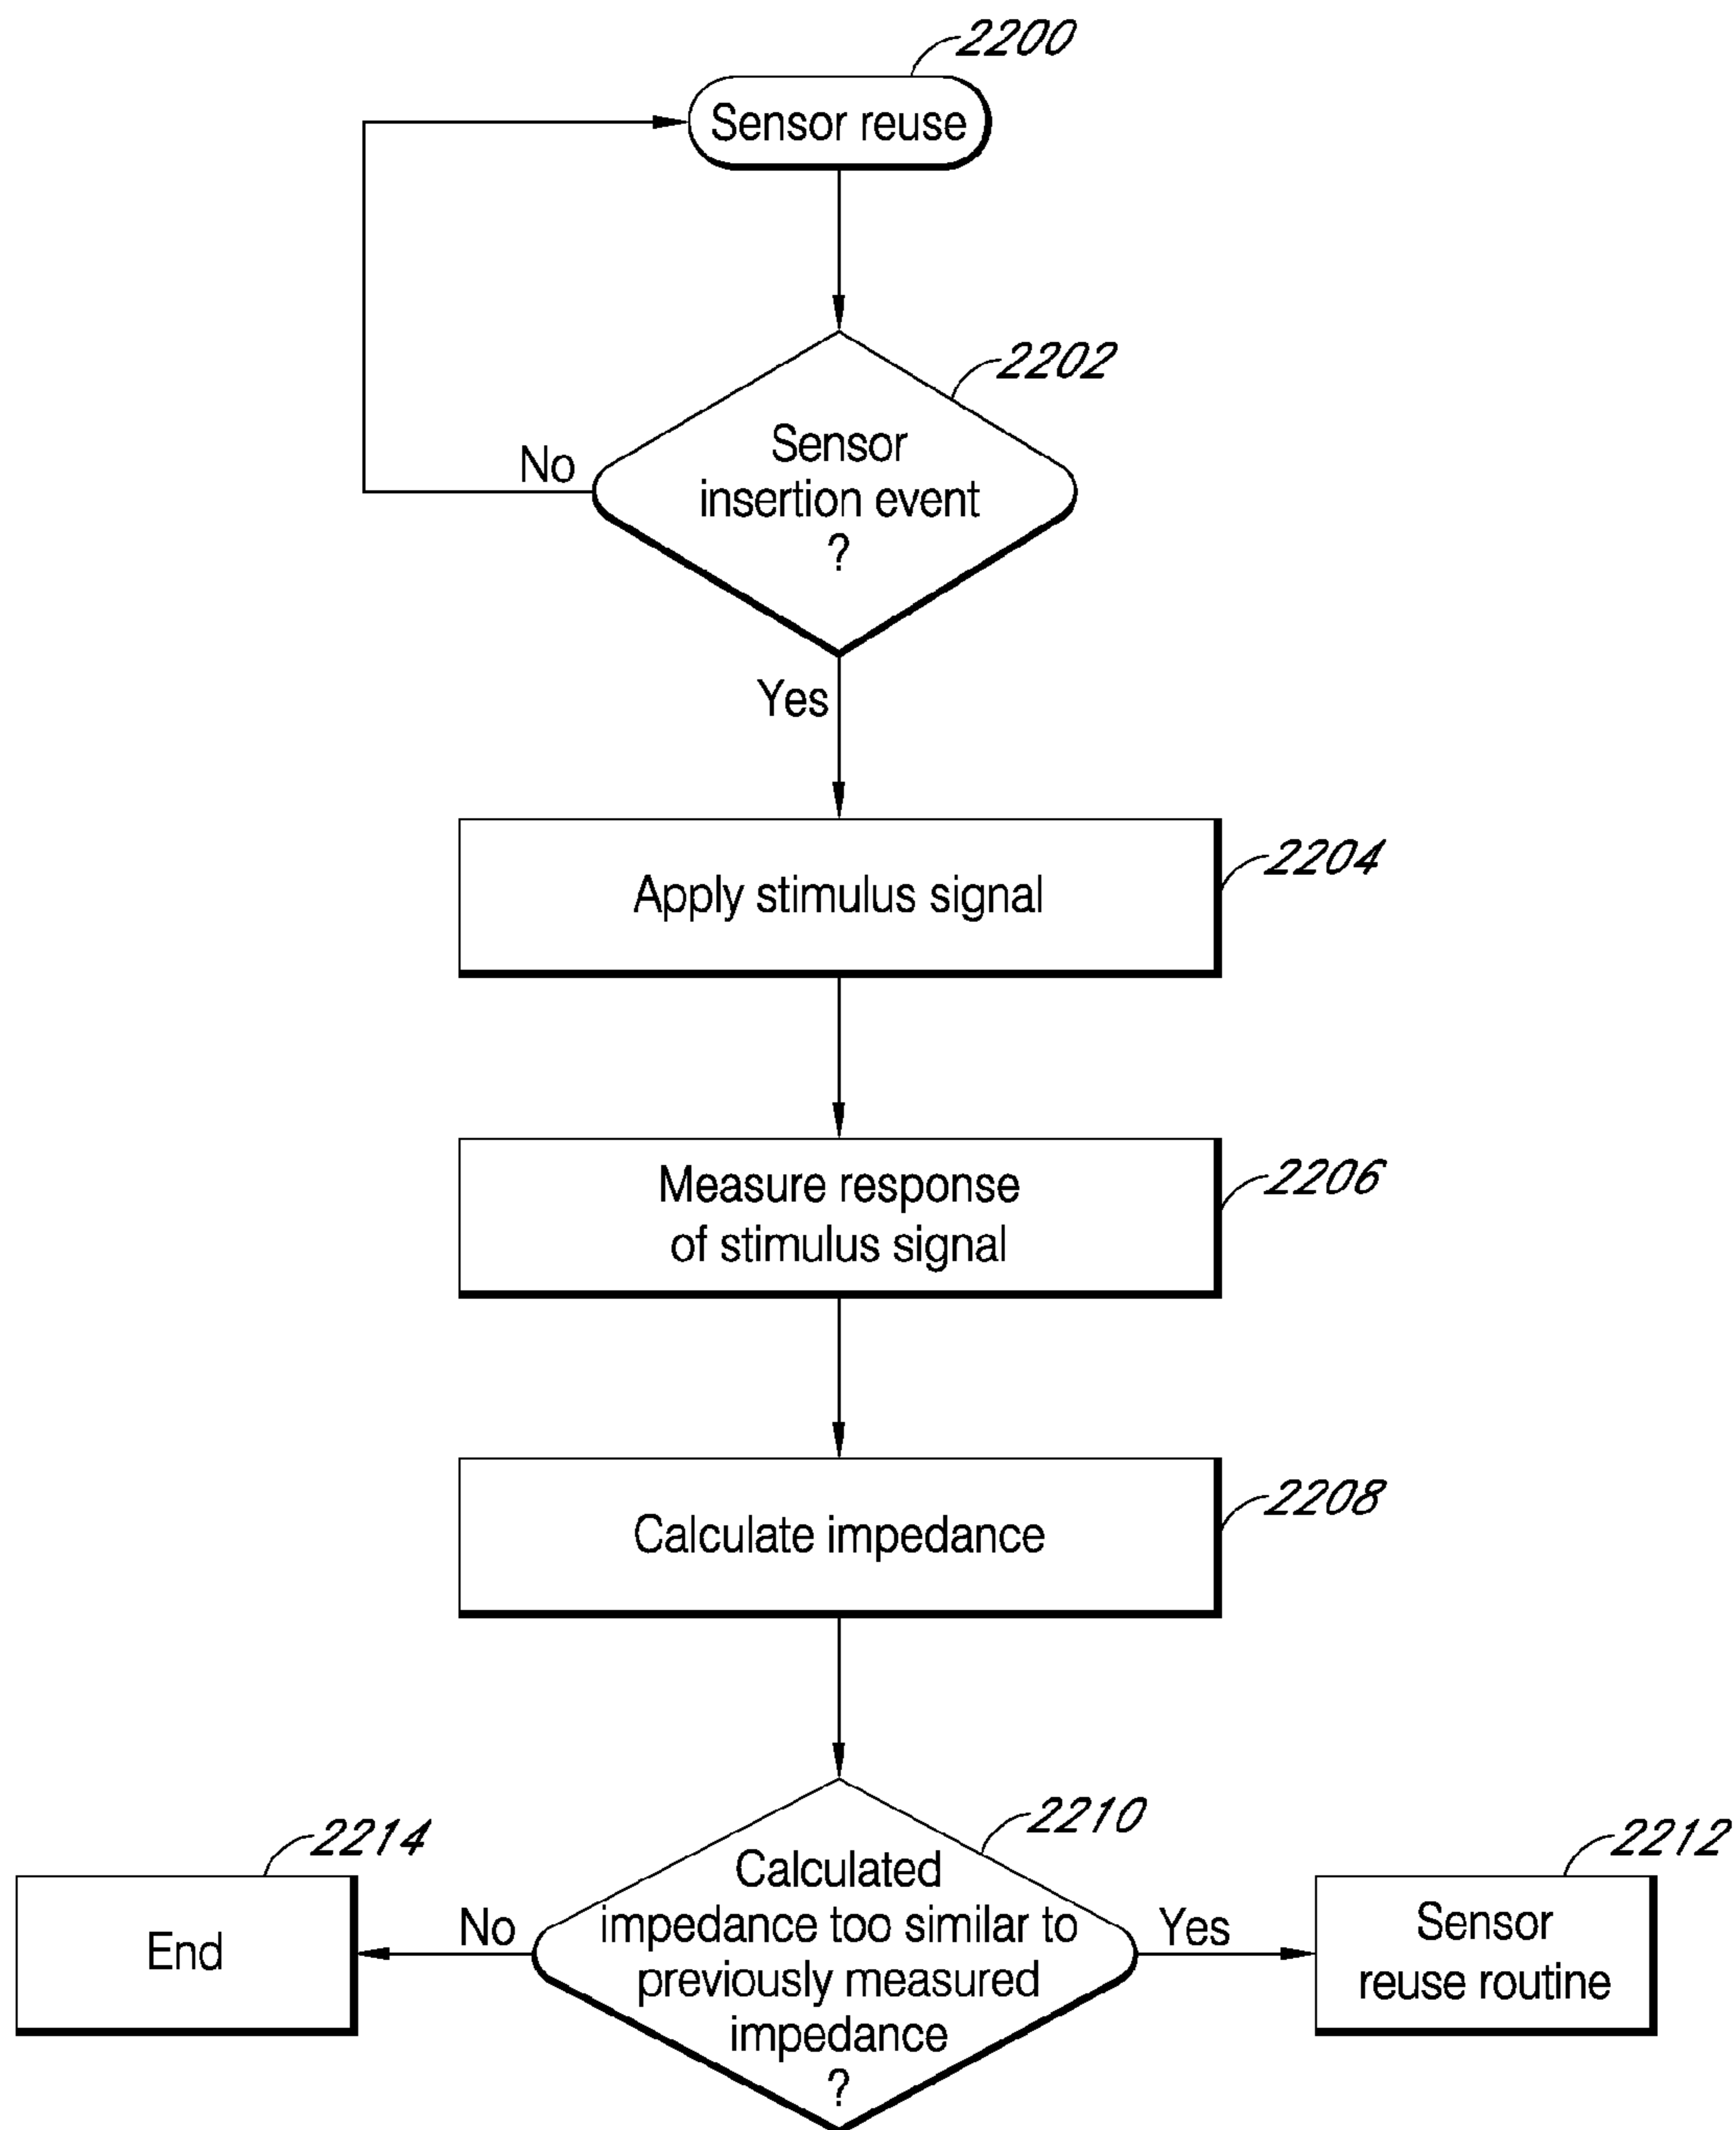 2200
Sensor reuse
2202
Sensor
insertion event
?
No
Yes
2204
Apply stimulus signal
2206
Measure response
of stimulus signal
2208
Calculate impedance
2210
Calculated
impedance too similar to
previously measured
impedance
?
No
Yes
2214
End
2212
Sensor
reuse routine